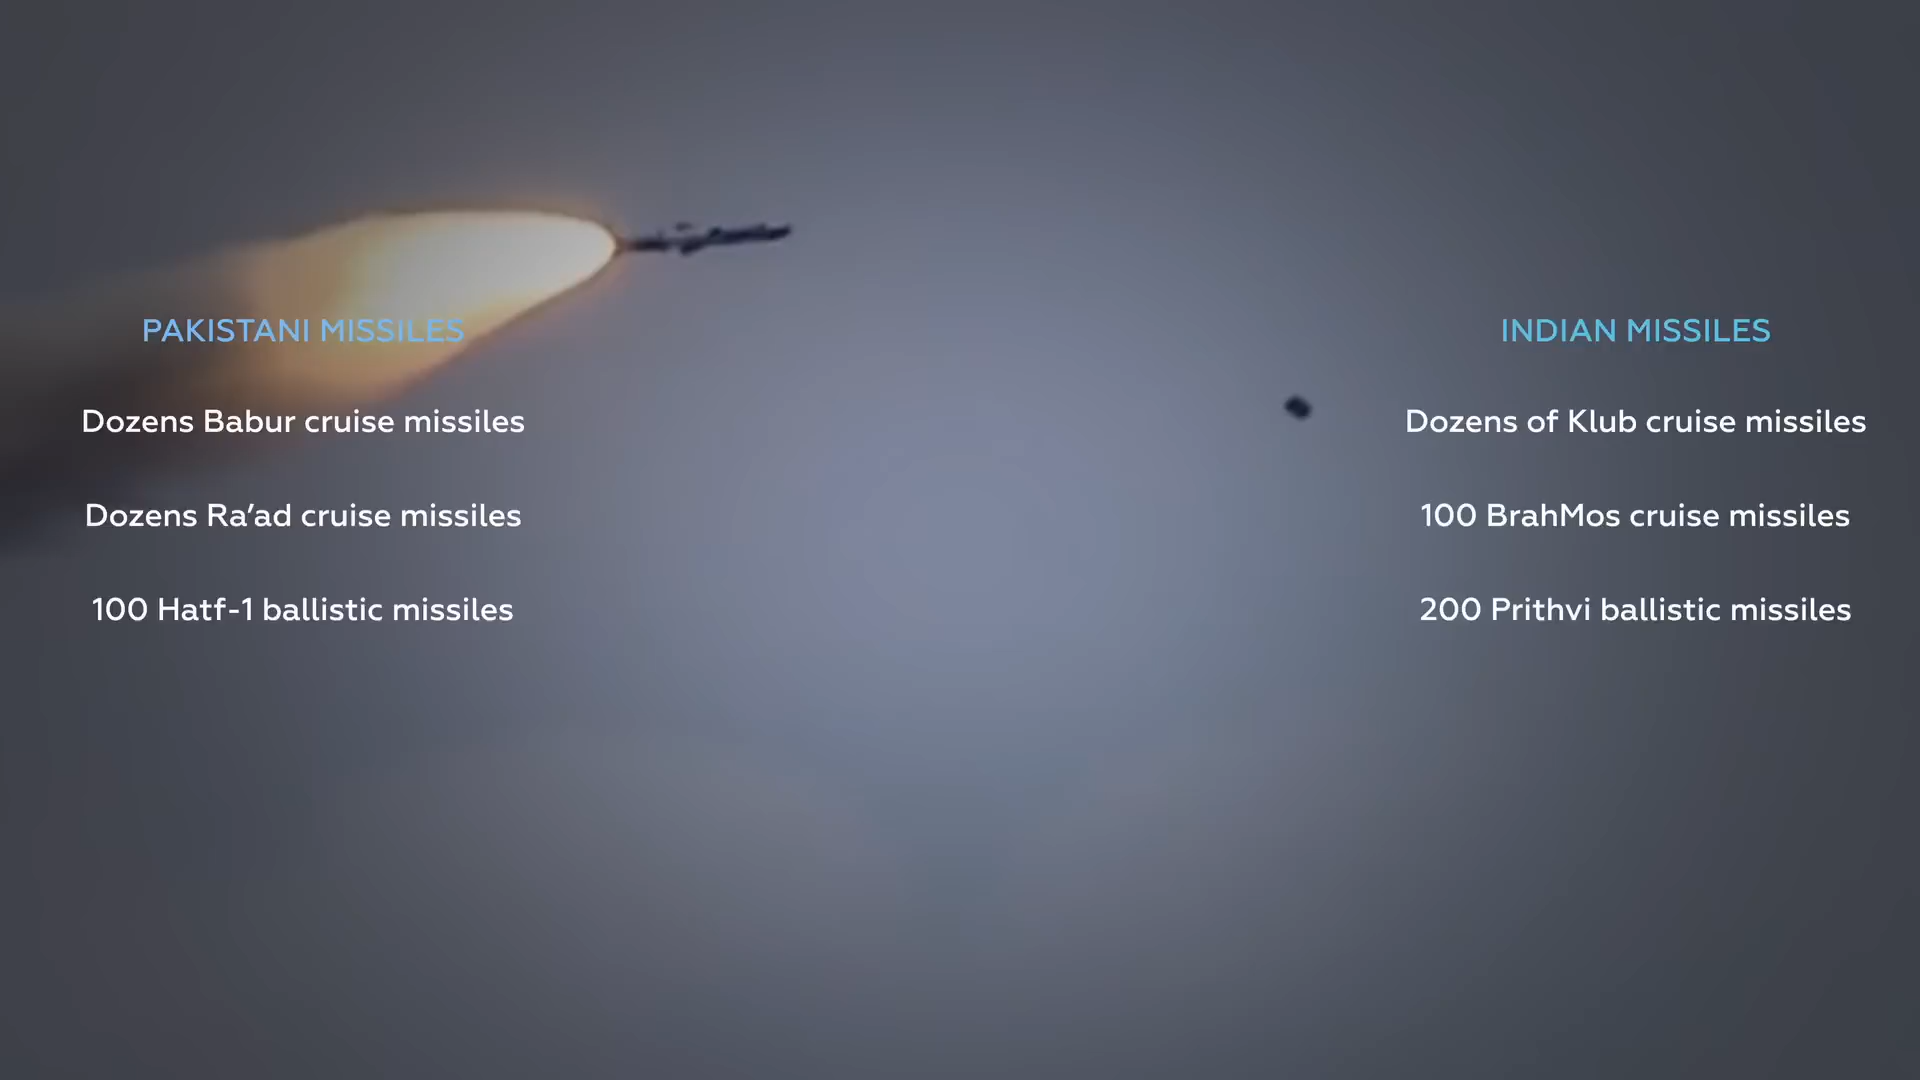 PAKISTANI MISSILES
Dozens Babur cruise missiles
Dozens Ra’ad cruise missiles
100 Hatf-1 ballistic missiles
INDIAN MISSILES
Dozens of Klub cruise missiles
100 BrahMos cruise missiles
200 Prithvi ballistic missiles